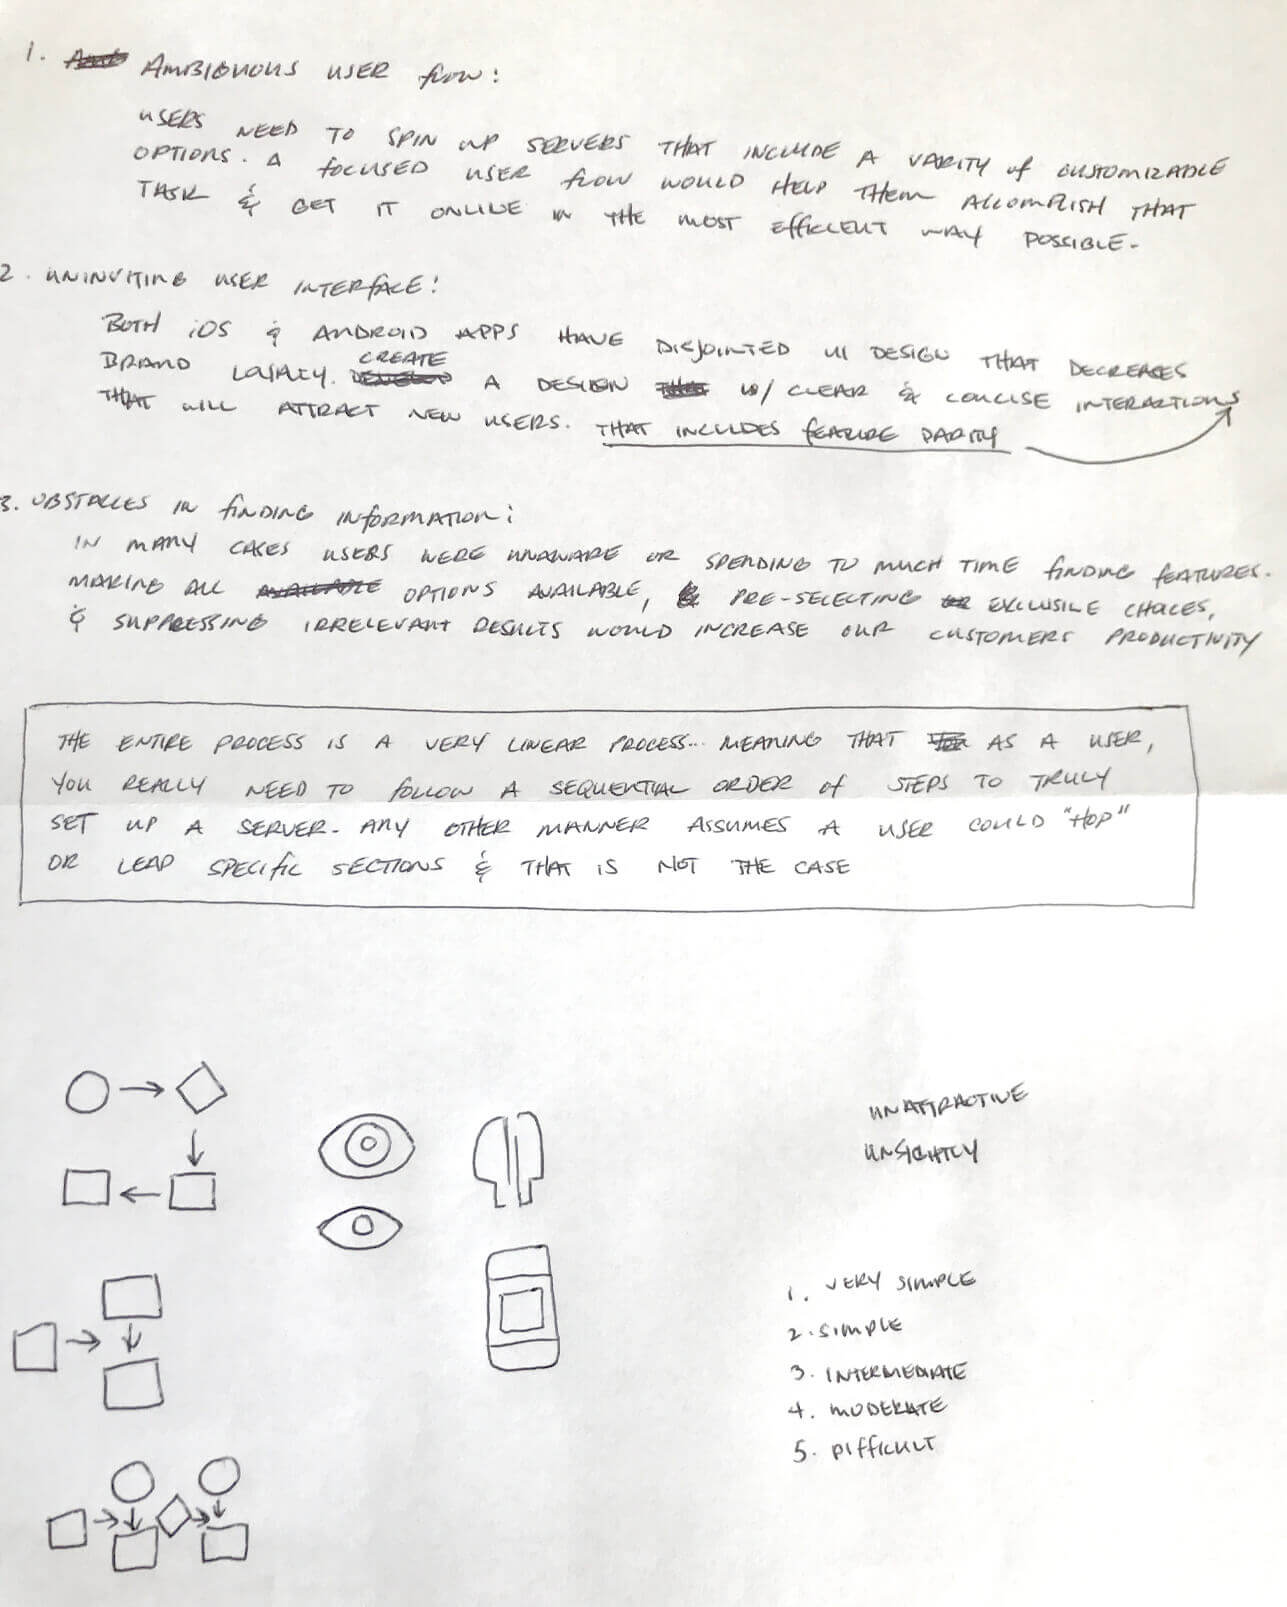 1. AMBIGUOUS USER FLOW:
USERS NEED TO SPIN UP SERVERS THAT INCLUDE A VARITY OF CUSTOMIZABLE
OPTIONS. A FOCUSED USER FLOW WOULD HELP THEM ACCOMPLISH THAT
TASK & GET IT ONLINE IN THE MOST EFFICIENT WAY POSSIBLE.
2. UNINVITING USER INTERFACE:
BOTH iOS & ANDROID APPS HAVE DISJOINTED UI DESIGN THAT DECREASES
CREATE
BRAND LOYALTY. DEVELOP A DESIGN THAT W/ CLEAR & CONCISE INTERACTIONS
THAT WILL ATTRACT NEW USERS. THAT INCLUDES FEATURE PARITY
3. OBSTACLES IN FINDING INFORMATION:
IN MANY CASES USERS WERE UNAWARE OR SPENDING TO MUCH TIME FINDING FEATURES.
MAKING ALL AVAILABLE OPTIONS AVAILABLE, & PRE-SELECTING OR EXCLUSIVE CHOICES,
& SUPPRESSING IRRELEVANT RESULTS WOULD INCREASE OUR CUSTOMERS PRODUCTIVITY
THE ENTIRE PROCESS IS A VERY LINEAR PROCESS... MEANING THAT AS A USER,
YOU REALLY NEED TO FOLLOW A SEQUENTIAL ORDER OF STEPS TO TRULY
SET UP A SERVER. ANY OTHER MANNER ASSUMES A USER COULD "HOP"
OR LEAP SPECIFIC SECTIONS & THAT IS NOT THE CASE
UNATTRACTIVE
UNSIGHTLY
1. VERY SIMPLE
2. SIMPLE
3. INTERMEDIATE
4. MODERATE
5. DIFFICULT